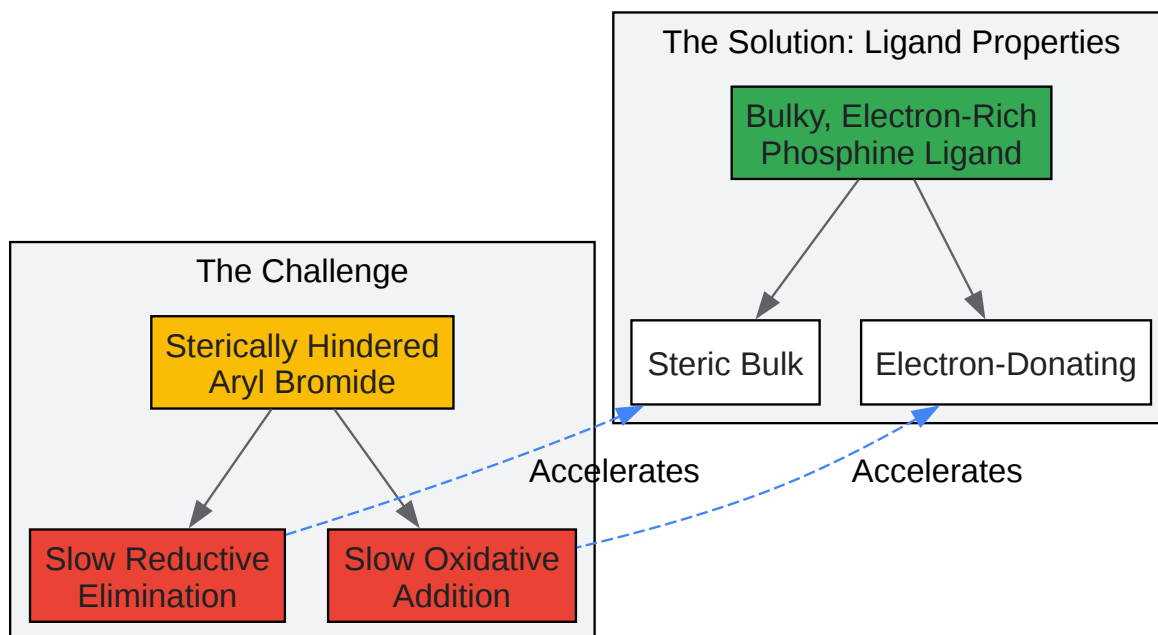 The Solution: Ligand Properties
Bulky, Electron-Rich
Phosphine Ligand
Steric Bulk
Electron-Donating
The Challenge
Sterically Hindered
Aryl Bromide
Accelerates
Accelerates
Slow Reductive
Elimination
Slow Oxidative
Addition